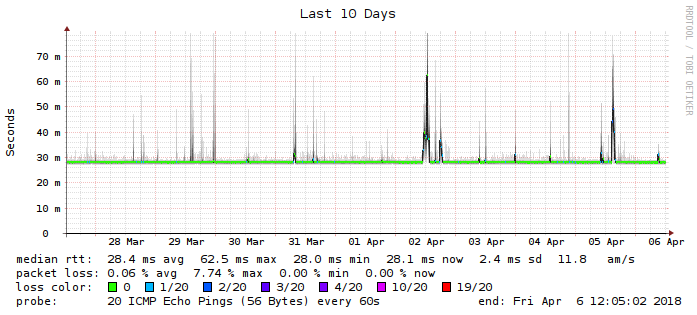 Last 10 Days
RRDTOOL / TOBI OETIKER
Seconds
70 m
60 m
50 m
40 m
30 m
20 m
10 m
0
28 Mar 29 Mar 30 Mar 31 Mar 01 Apr 02 Apr 03 Apr 04 Apr 05 Apr 06 Apr
median rtt: 28.4 ms avg 62.5 ms max 28.0 ms min 28.1 ms now 2.4 ms sd 11.8 am/s
packet loss: 0.06 % avg 7.74 % max 0.00 % min 0.00 % now
loss color: 0 1/20 2/20 3/20 4/20 10/20 19/20
probe: 20 ICMP Echo Pings (56 Bytes) every 60s end: Fri Apr 6 12:05:02 2018